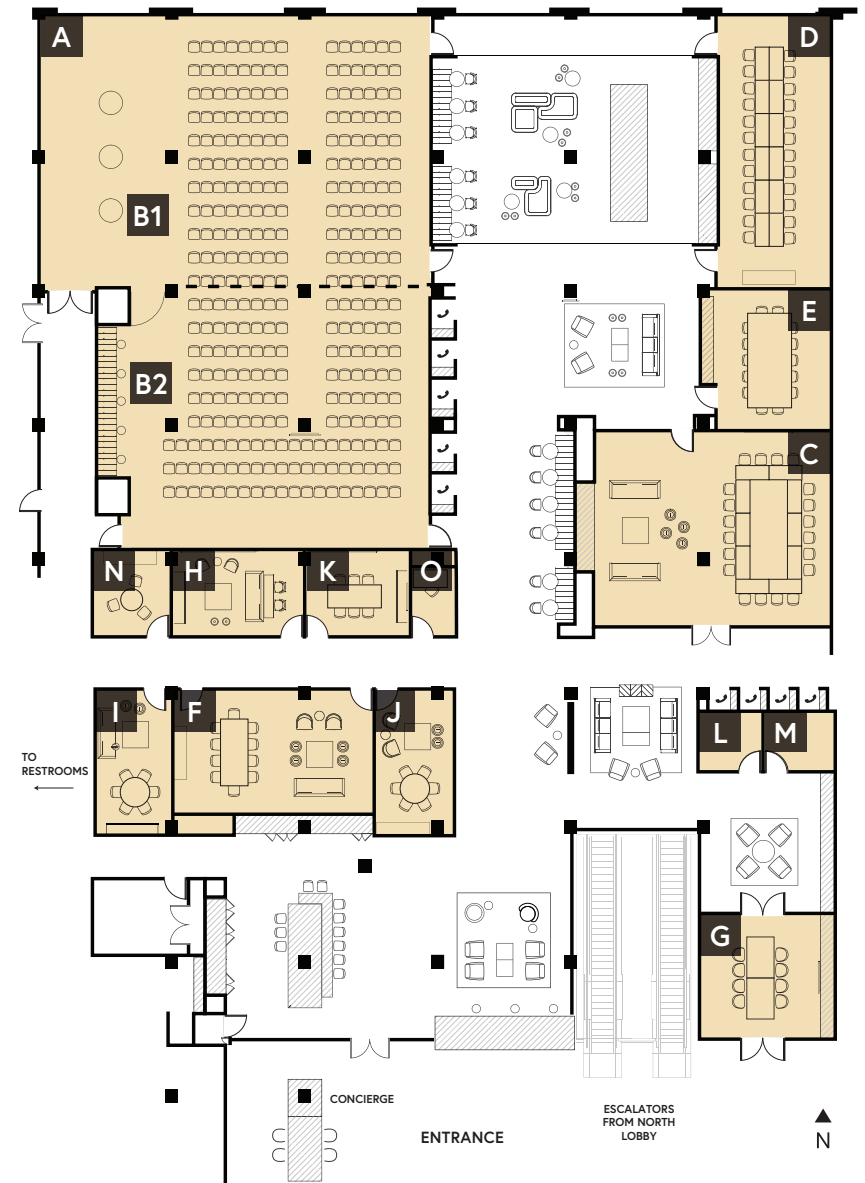 A
D
B1
E
B2
C
N
H
K
O
I
F
J
L
M
TO
RESTROOMS
G
CONCIERGE
ESCALATORS
FROM NORTH
LOBBY
ENTRANCE
N